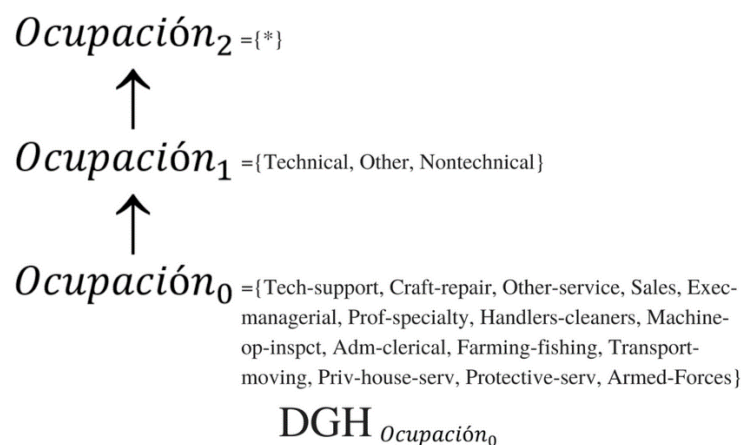 Ocupación₂ ={*}
↑
Ocupación₁ ={Technical, Other, Nontechnical}
↑
Ocupación₀ ={Tech-support, Craft-repair, Other-service, Sales, Exec-
managerial, Prof-specialty, Handlers-cleaners, Machine-
op-inspct, Adm-clerical, Farming-fishing, Transport-
moving, Priv-house-serv, Protective-serv, Armed-Forces}
DGH Ocupación₀